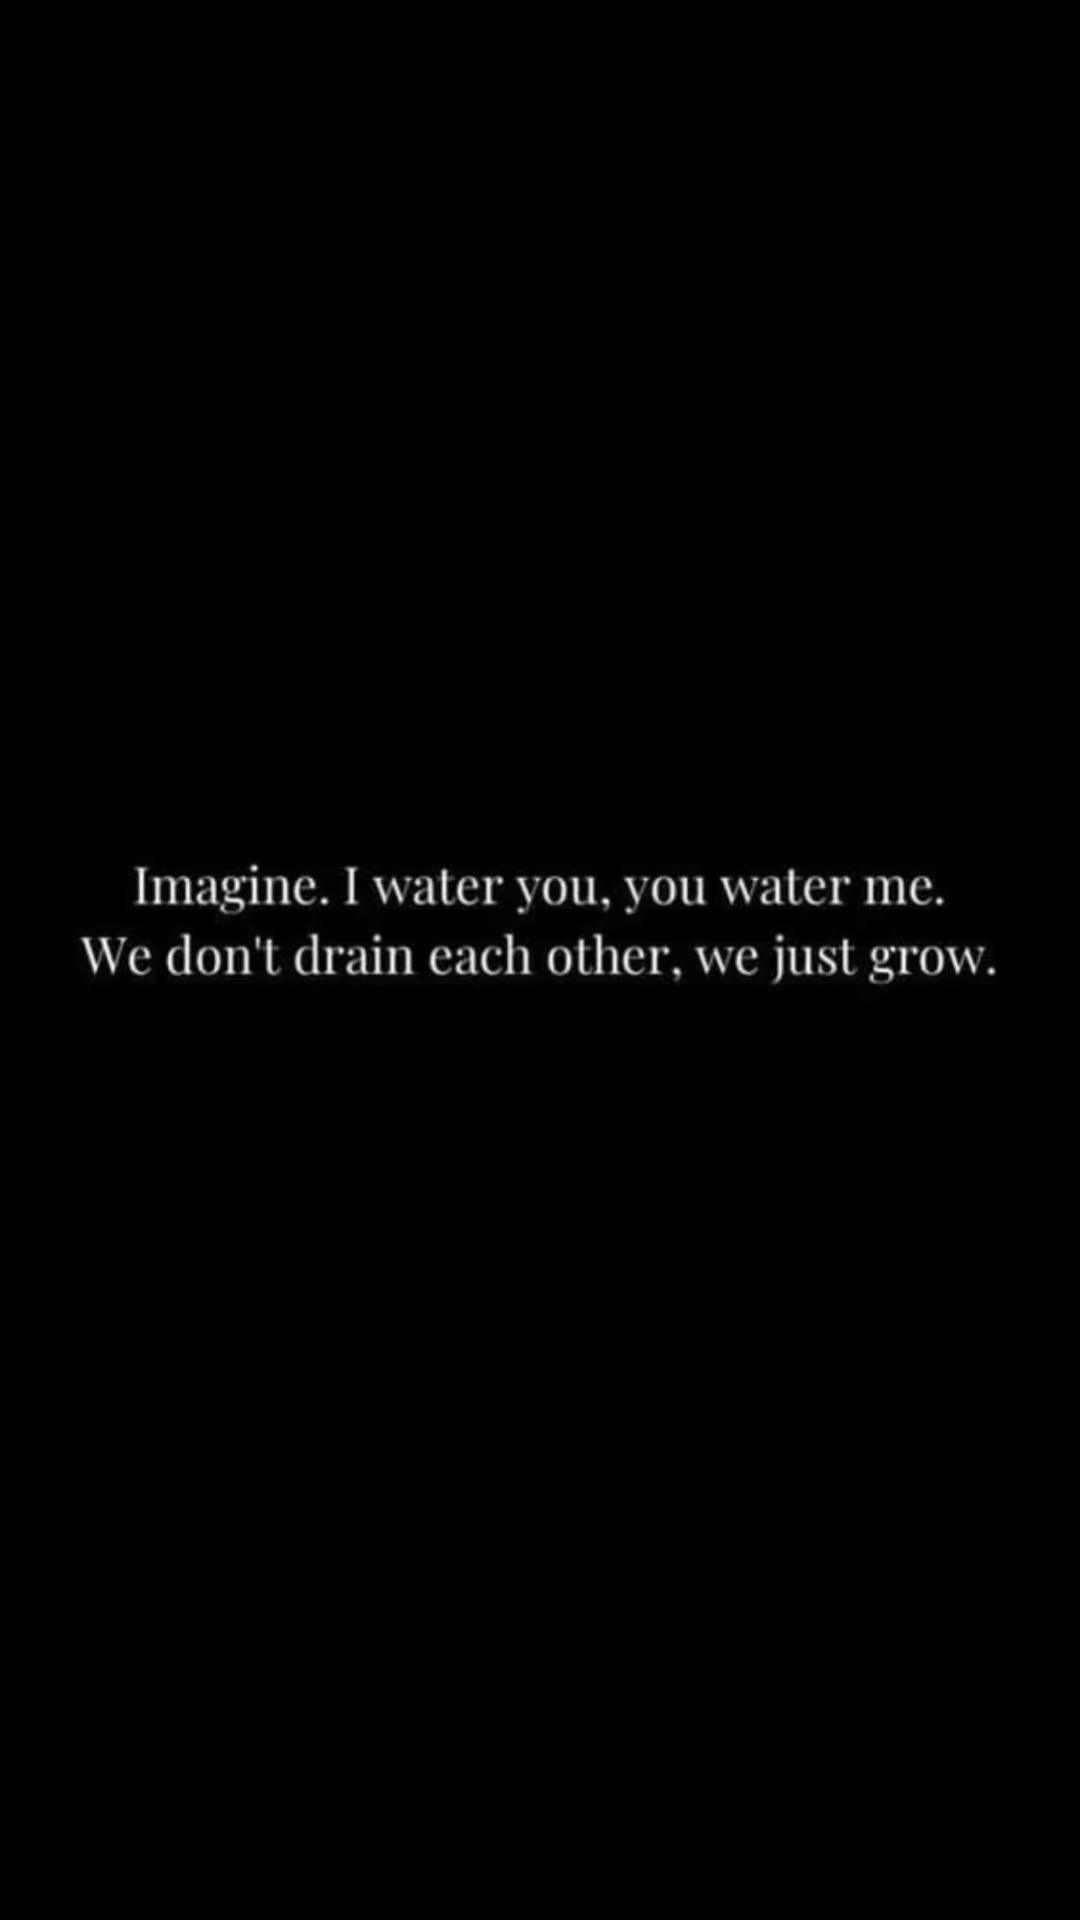 Imagine. I water you, you water me.
We don't drain each other, we just grow.